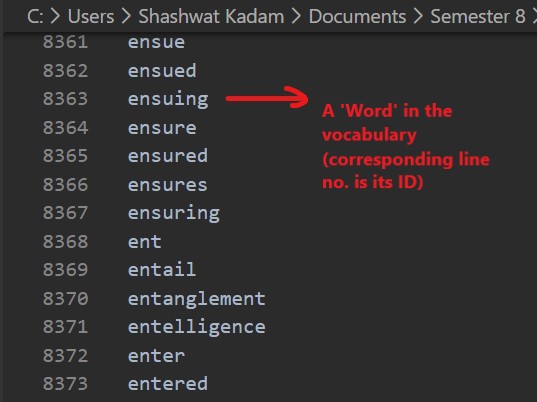 C: > Users > Shashwat Kadam > Documents > Semester 8 >
8361 ensue
8362 ensued
8363 ensuing
8364 ensure
8365 ensured
8366 ensures
8367 ensuring
8368 ent
8369 entail
8370 entanglement
8371 entelligence
8372 enter
8373 entered
A 'Word' in the
vocabulary
(corresponding line
no. is its ID)